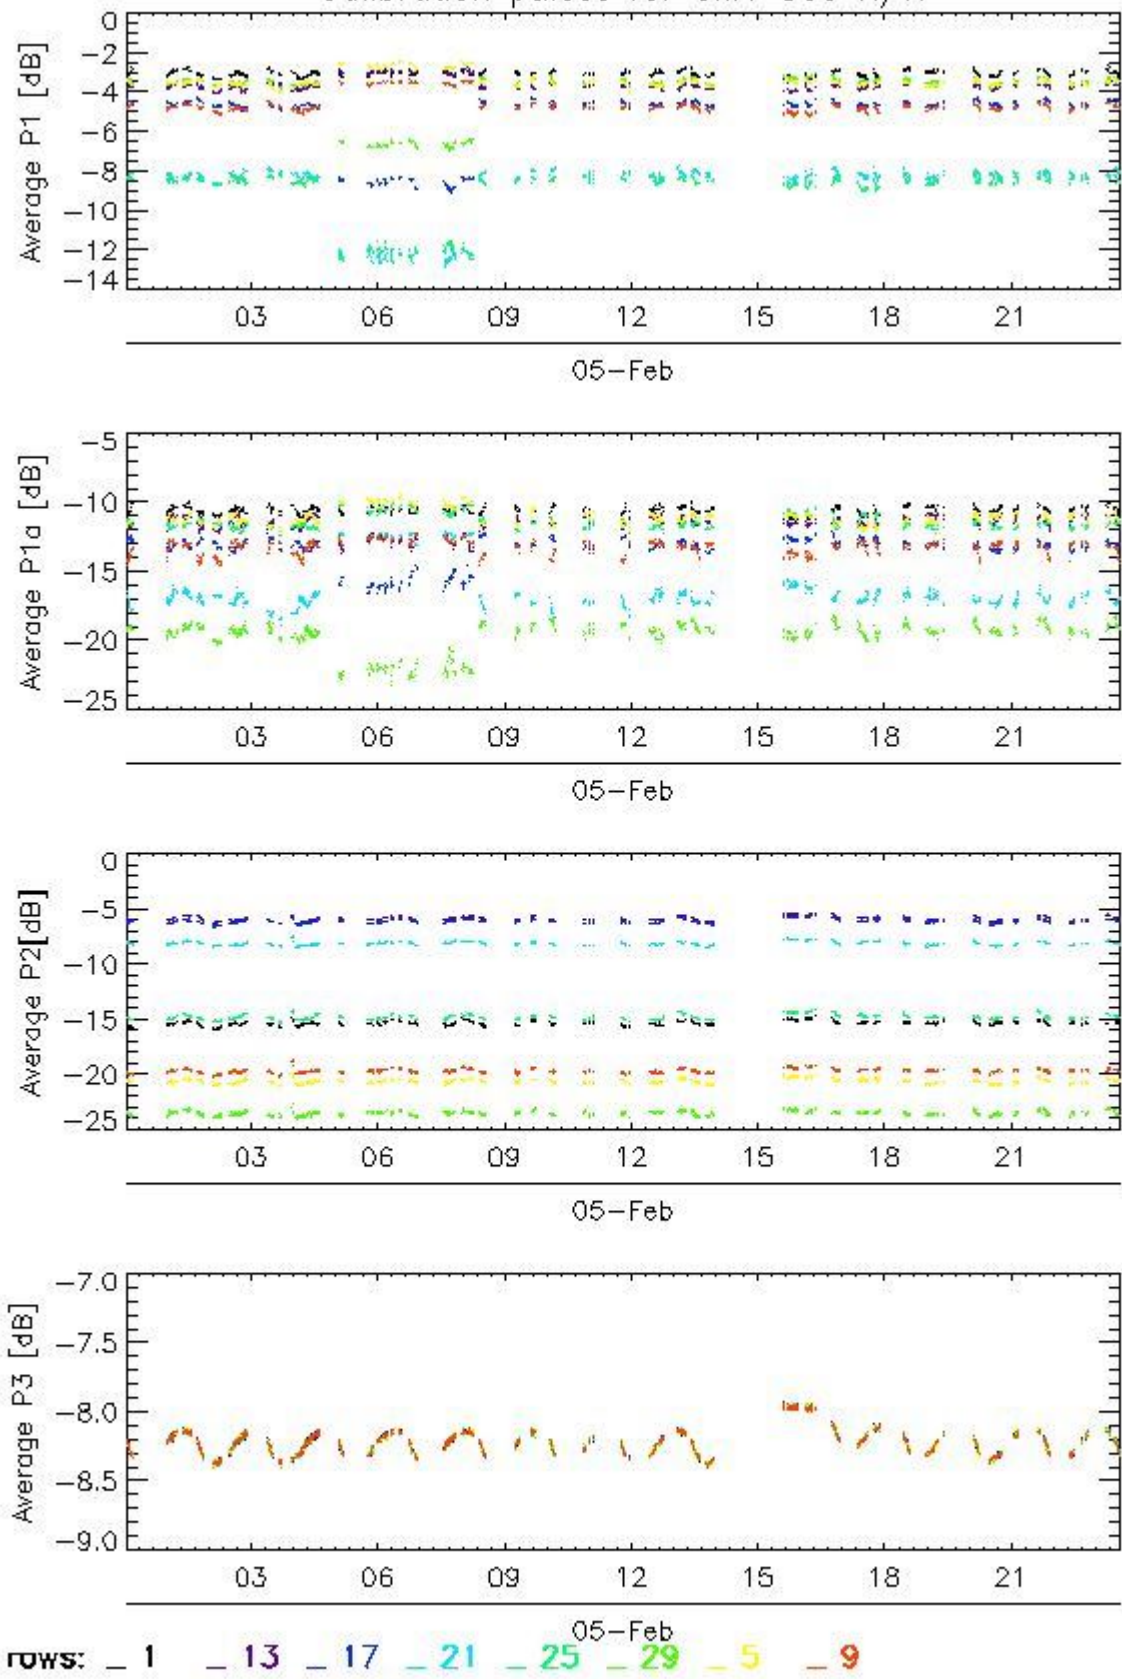 0
-2
-4
-6
-8
-10
-12
-14
Average P1 [dB]
03 06 09 12 15 18 21
05-Feb
-5
-10
-15
-20
-25
Average P1a [dB]
03 06 09 12 15 18 21
05-Feb
0
-5
-10
-15
-20
-25
Average P2[dB]
03 06 09 12 15 18 21
05-Feb
-7.0
-7.5
-8.0
-8.5
-9.0
Average P3 [dB]
03 06 09 12 15 18 21
05-Feb
rows: _ 1 _ 13 _ 17 _ 21 _ 25 _ 29 _ 5 _ 9